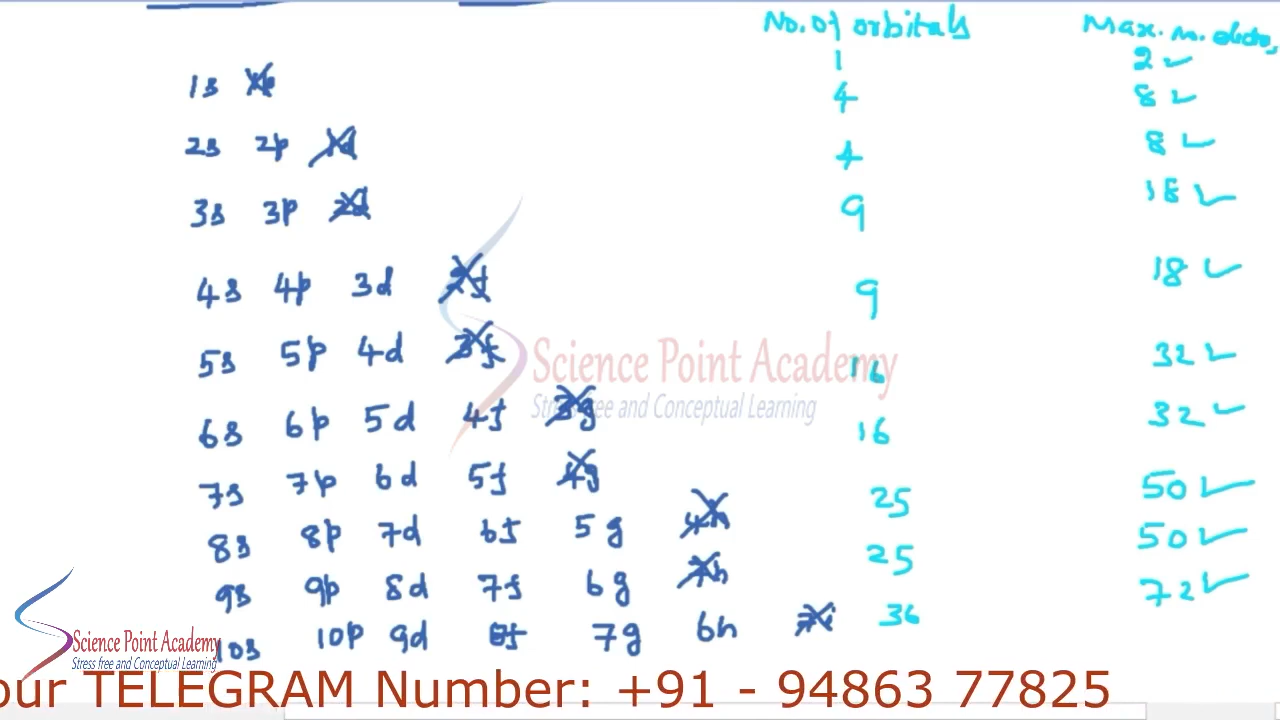 No. of orbitals Max. n.
1s 1 2 ✓
2s 2p 4 8 ✓
3s 3p 4 8 ✓
4s 4p 3d 9 18 ✓
5s 5p 4d 9 18 ✓
6s 6p 5d 4f 16 32 ✓
7s 7p 6d 5f 16 32 ✓
8s 8p 7d 6f 5g 25 50 ✓
9s 9p 8d 7f 6g 25 50 ✓
10s 10p 9d 7g 6h 36 72 ✓
Science Point Academy
Stress free and Conceptual Learning
Science Point Academy
Stress free and Conceptual Learning
our TELEGRAM Number: +91 - 94863 77825